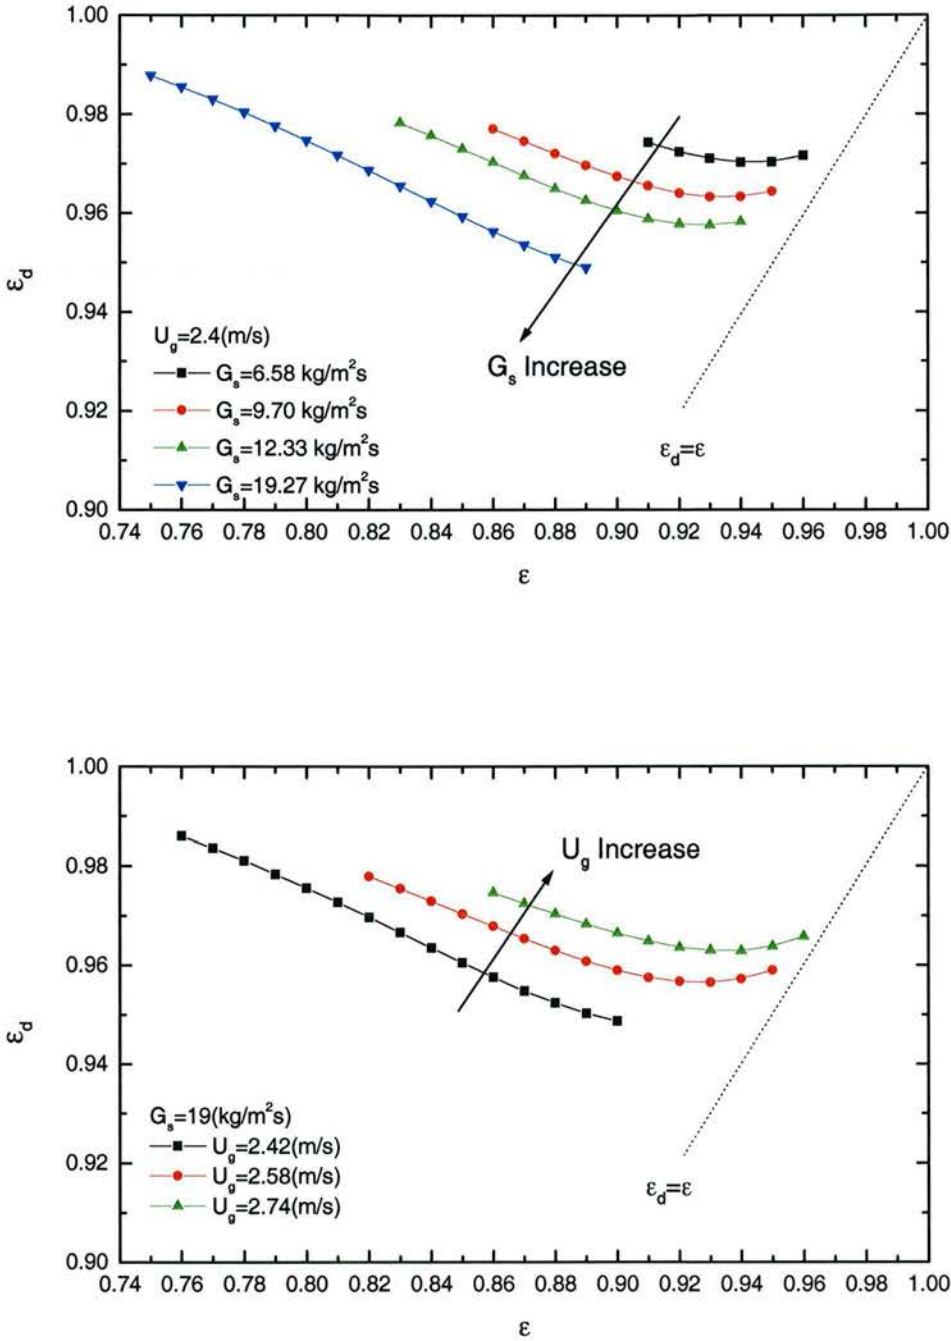 1.00
0.98
0.96
0.94
0.92
0.90
ε_d
U_g=2.4(m/s)
G_s=6.58 kg/m²s
G_s=9.70 kg/m²s
G_s=12.33 kg/m²s
G_s=19.27 kg/m²s
G_s Increase
ε_d=ε
0.74 0.76 0.78 0.80 0.82 0.84 0.86 0.88 0.90 0.92 0.94 0.96 0.98 1.00
ε
1.00
0.98
0.96
0.94
0.92
0.90
ε_d
U_g Increase
G_s=19(kg/m²s)
U_g=2.42(m/s)
U_g=2.58(m/s)
U_g=2.74(m/s)
ε_d=ε
0.74 0.76 0.78 0.80 0.82 0.84 0.86 0.88 0.90 0.92 0.94 0.96 0.98 1.00
ε